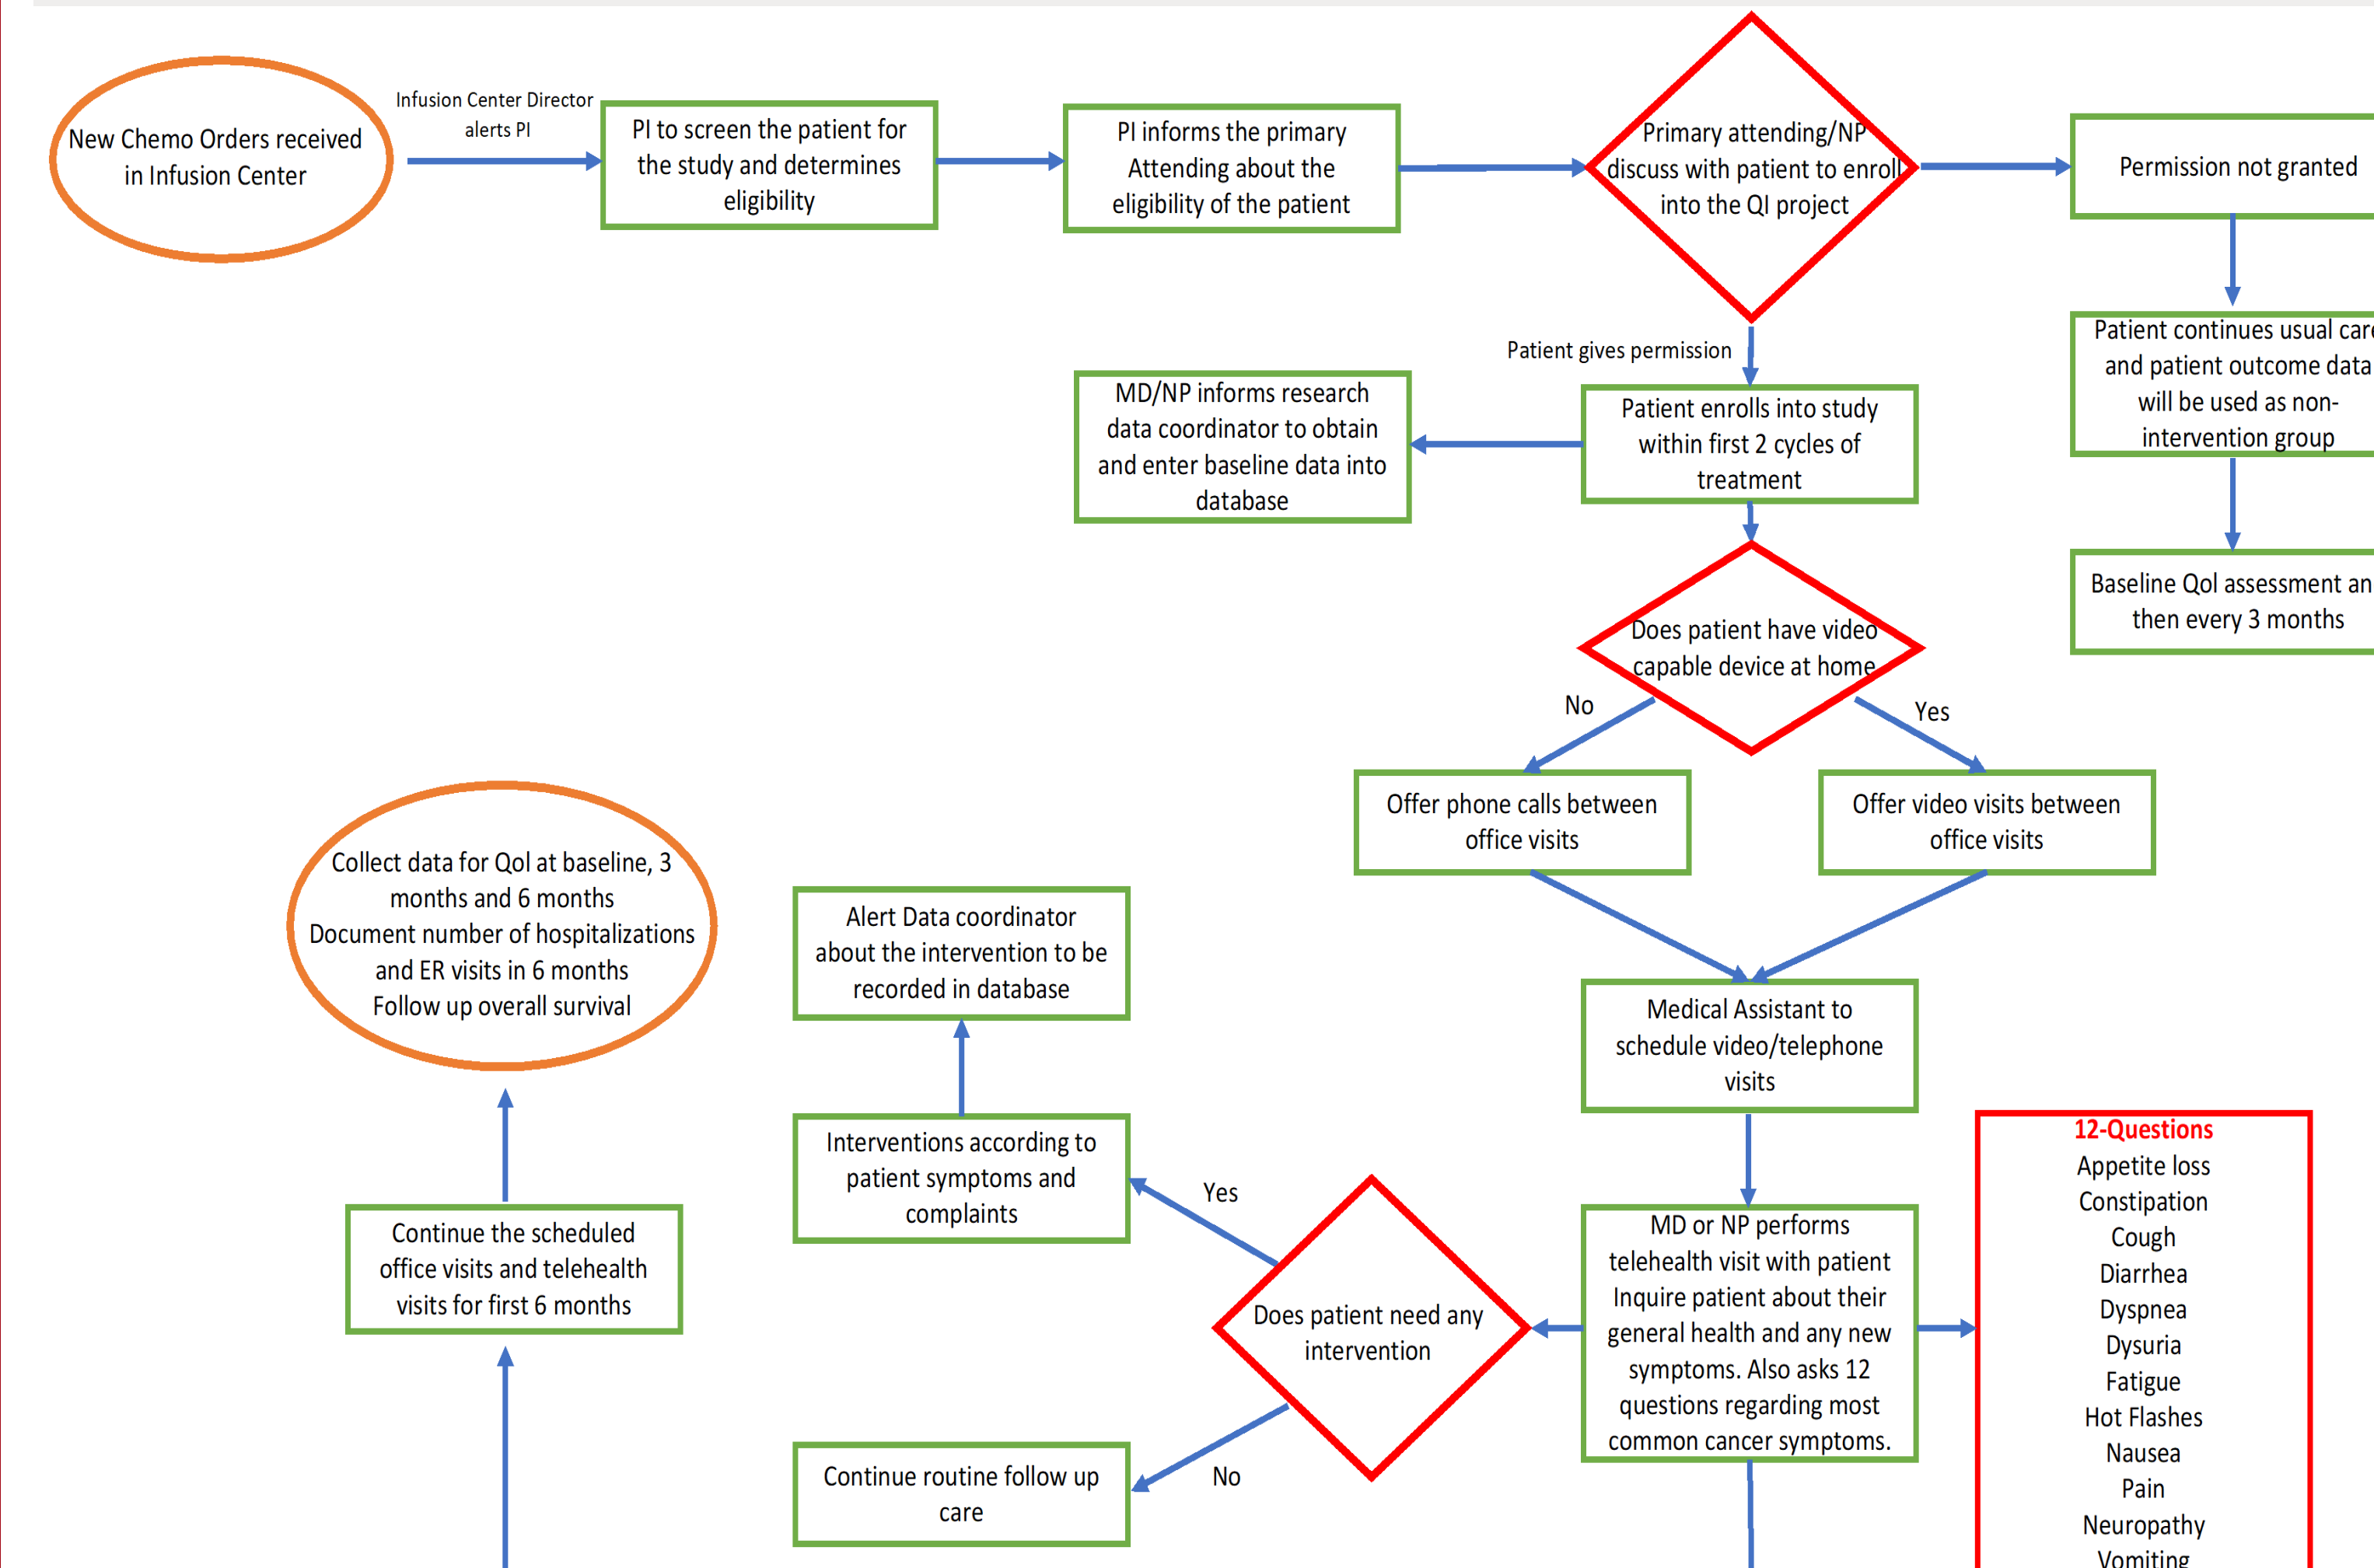 New Chemo Orders received
in Infusion Center
Infusion Center Director
alerts PI
PI to screen the patient for
the study and determines
eligibility
PI informs the primary
Attending about the
eligibility of the patient
Primary attending/NP
discuss with patient to enroll
into the QI project
Permission not granted
Patient continues usual care
and patient outcome data
will be used as non-
intervention group
Baseline Qol assessment an
then every 3 months
Patient gives permission
Patient enrolls into study
within first 2 cycles of
treatment
MD/NP informs research
data coordinator to obtain
and enter baseline data into
database
Does patient have video
capable device at home
No
Yes
Offer phone calls between
office visits
Offer video visits between
office visits
Medical Assistant to
schedule video/telephone
visits
MD or NP performs
telehealth visit with patient
Inquire patient about their
general health and any new
symptoms. Also asks 12
questions regarding most
common cancer symptoms.
12-Questions
Appetite loss
Constipation
Cough
Diarrhea
Dyspnea
Dysuria
Fatigue
Hot Flashes
Nausea
Pain
Neuropathy
Vomiting
Does patient need any
intervention
Yes
No
Interventions according to
patient symptoms and
complaints
Alert Data coordinator
about the intervention to be
recorded in database
Continue routine follow up
care
Continue the scheduled
office visits and telehealth
visits for first 6 months
Collect data for Qol at baseline, 3
months and 6 months
Document number of hospitalizations
and ER visits in 6 months
Follow up overall survival